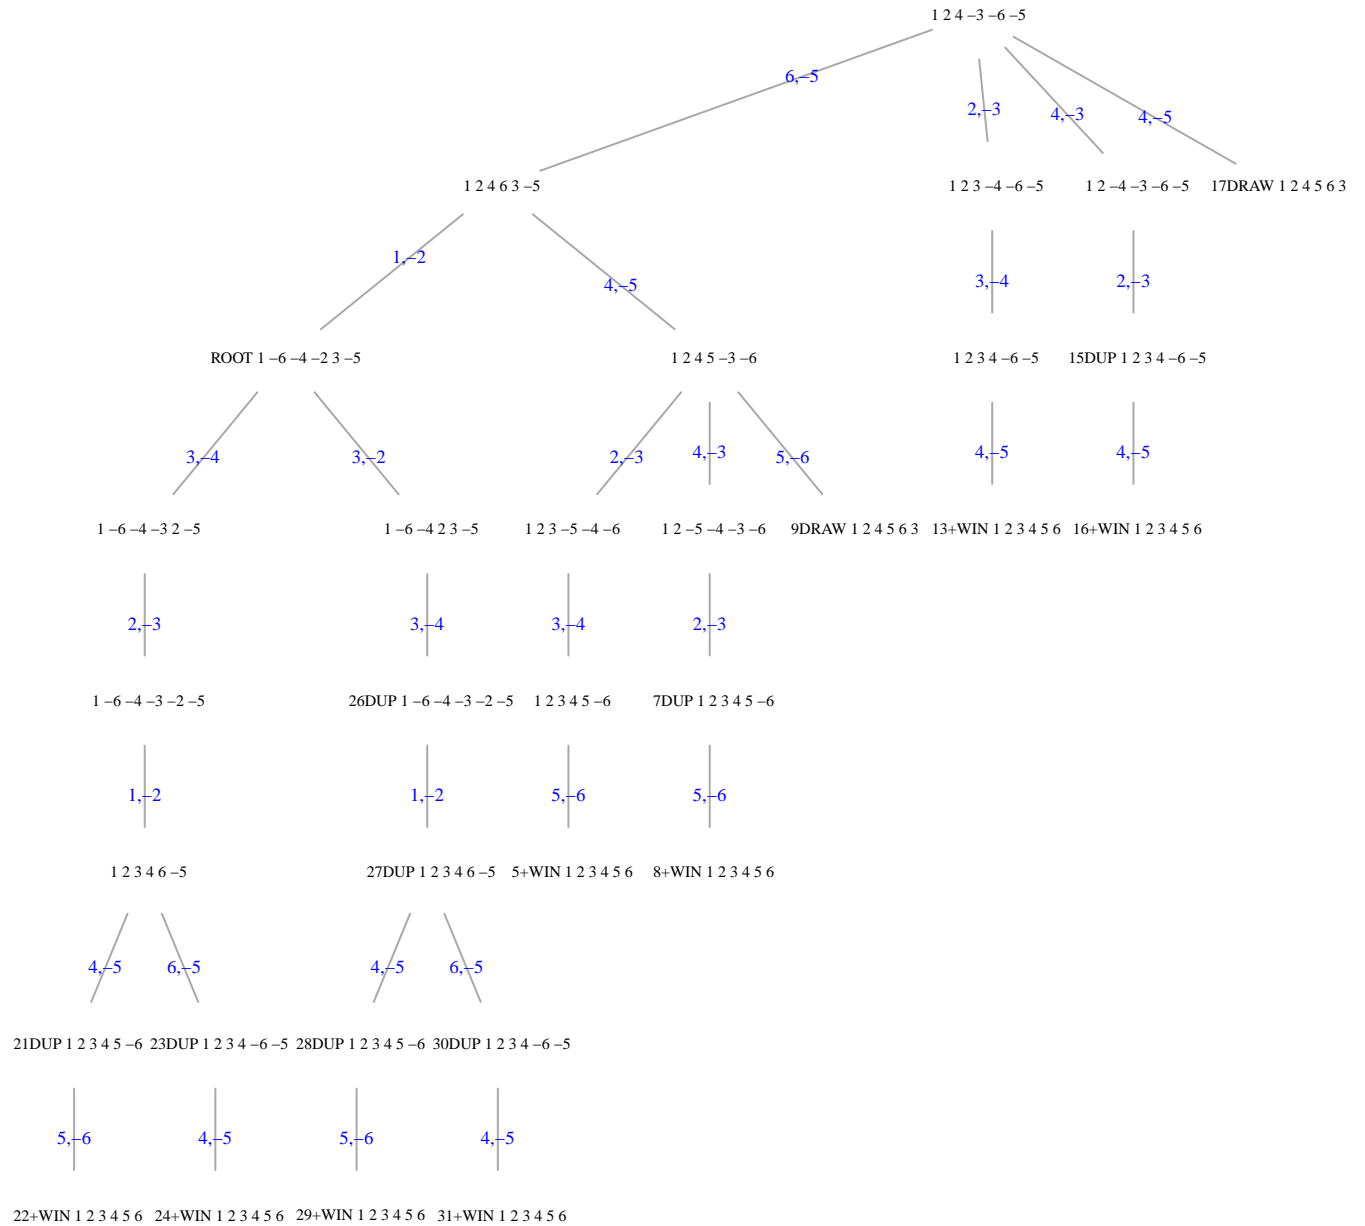 1 2 4 −3 −6 −5
6,−5
2,−3
4,−3
4,−5
1 2 4 6 3 −5
1 2 3 −4 −6 −5
1 2 −4 −3 −6 −5
17DRAW 1 2 4 5 6 3
1,−2
4,−5
3,−4
2,−3
ROOT 1 −6 −4 −2 3 −5
1 2 4 5 −3 −6
1 2 3 4 −6 −5
15DUP 1 2 3 4 −6 −5
3,−4
3,−2
2,−3
4,−3
5,−6
4,−5
4,−5
1 −6 −4 −3 2 −5
1 −6 −4 2 3 −5
1 2 3 −5 −4 −6
1 2 −5 −4 −3 −6
9DRAW 1 2 4 5 6 3
13+WIN 1 2 3 4 5 6
16+WIN 1 2 3 4 5 6
2,−3
3,−4
3,−4
2,−3
1 −6 −4 −3 −2 −5
26DUP 1 −6 −4 −3 −2 −5
1 2 3 4 5 −6
7DUP 1 2 3 4 5 −6
1,−2
1,−2
5,−6
5,−6
1 2 3 4 6 −5
27DUP 1 2 3 4 6 −5
5+WIN 1 2 3 4 5 6
8+WIN 1 2 3 4 5 6
4,−5
6,−5
4,−5
6,−5
21DUP 1 2 3 4 5 −6
23DUP 1 2 3 4 −6 −5
28DUP 1 2 3 4 5 −6
30DUP 1 2 3 4 −6 −5
5,−6
4,−5
5,−6
4,−5
22+WIN 1 2 3 4 5 6
24+WIN 1 2 3 4 5 6
29+WIN 1 2 3 4 5 6
31+WIN 1 2 3 4 5 6